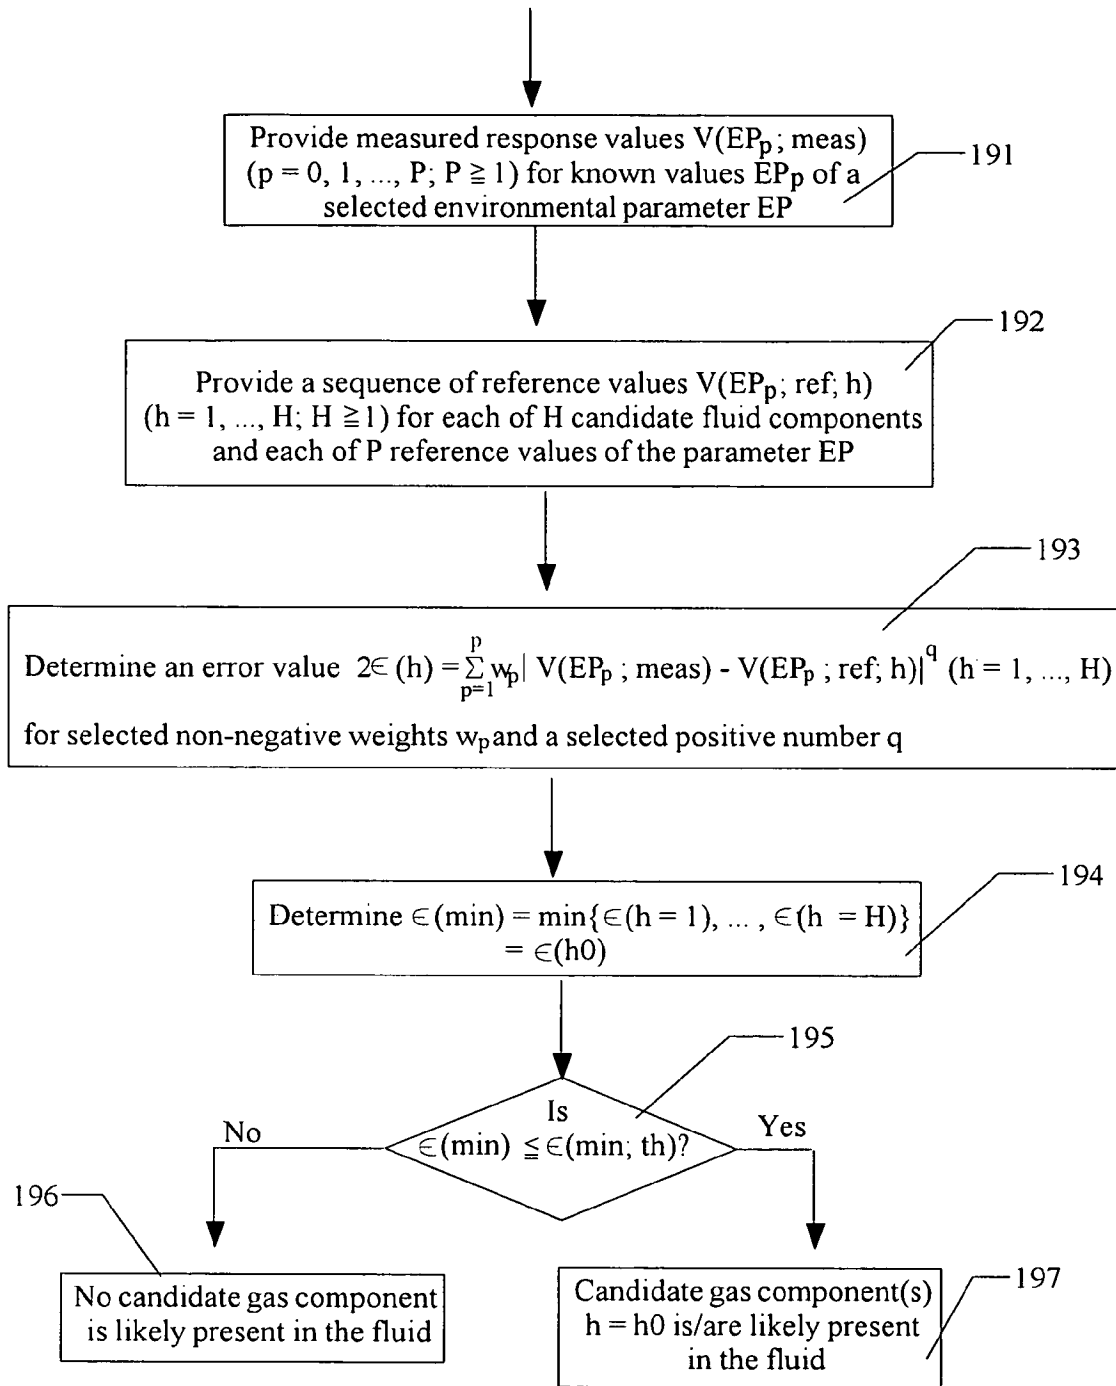 Provide measured response values V(EPp; meas)
(p = 0, 1, ..., P; P ≧ 1) for known values EPp of a
selected environmental parameter EP
191
192
Provide a sequence of reference values V(EPp; ref; h)
(h = 1, ..., H; H ≧ 1) for each of H candidate fluid components
and each of P reference values of the parameter EP
193
Determine an error value 2∈ (h) = p Σ p=1 wp| V(EPp ; meas) - V(EPp ; ref; h)|^q (h = 1, ..., H)
for selected non-negative weights wp and a selected positive number q
194
Determine ∈(min) = min{∈(h = 1), ... , ∈(h = H)}
= ∈(h0)
195
Is
∈(min) ≦ ∈(min; th)?
No
Yes
196
No candidate gas component
is likely present in the fluid
197
Candidate gas component(s)
h = h0 is/are likely present
in the fluid